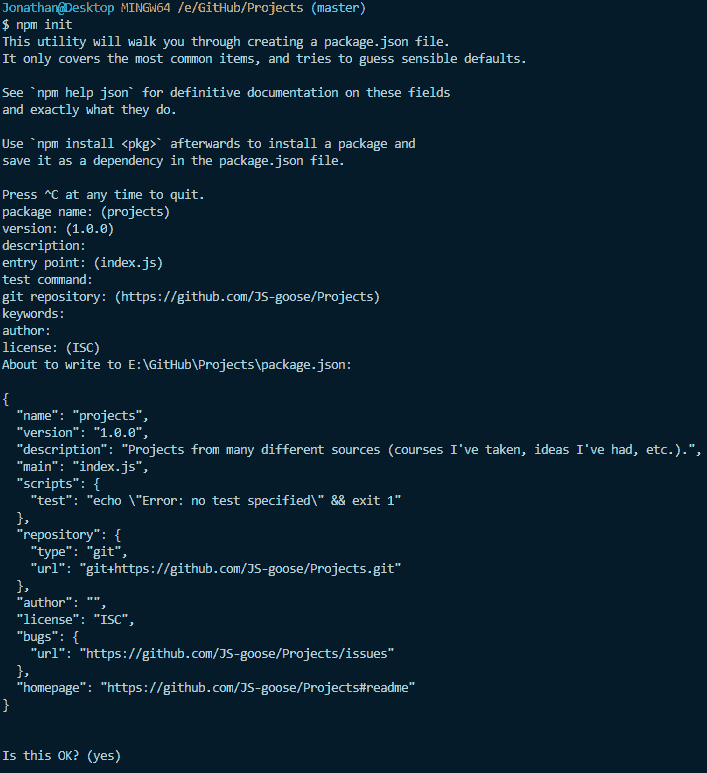 Jonathan@Desktop MINGW64 /e/GitHub/Projects (master)
$ npm init
This utility will walk you through creating a package.json file.
It only covers the most common items, and tries to guess sensible defaults.

See `npm help json` for definitive documentation on these fields
and exactly what they do.

Use `npm install <pkg>` afterwards to install a package and
save it as a dependency in the package.json file.

Press ^C at any time to quit.
package name: (projects)
version: (1.0.0)
description:
entry point: (index.js)
test command:
git repository: (https://github.com/JS-goose/Projects)
keywords:
author:
license: (ISC)
About to write to E:\GitHub\Projects\package.json:

{
  "name": "projects",
  "version": "1.0.0",
  "description": "Projects from many different sources (courses I've taken, ideas I've had, etc.).",
  "main": "index.js",
  "scripts": {
    "test": "echo \"Error: no test specified\" && exit 1"
  },
  "repository": {
    "type": "git",
    "url": "git+https://github.com/JS-goose/Projects.git"
  },
  "author": "",
  "license": "ISC",
  "bugs": {
    "url": "https://github.com/JS-goose/Projects/issues"
  },
  "homepage": "https://github.com/JS-goose/Projects#readme"
}

Is this OK? (yes)